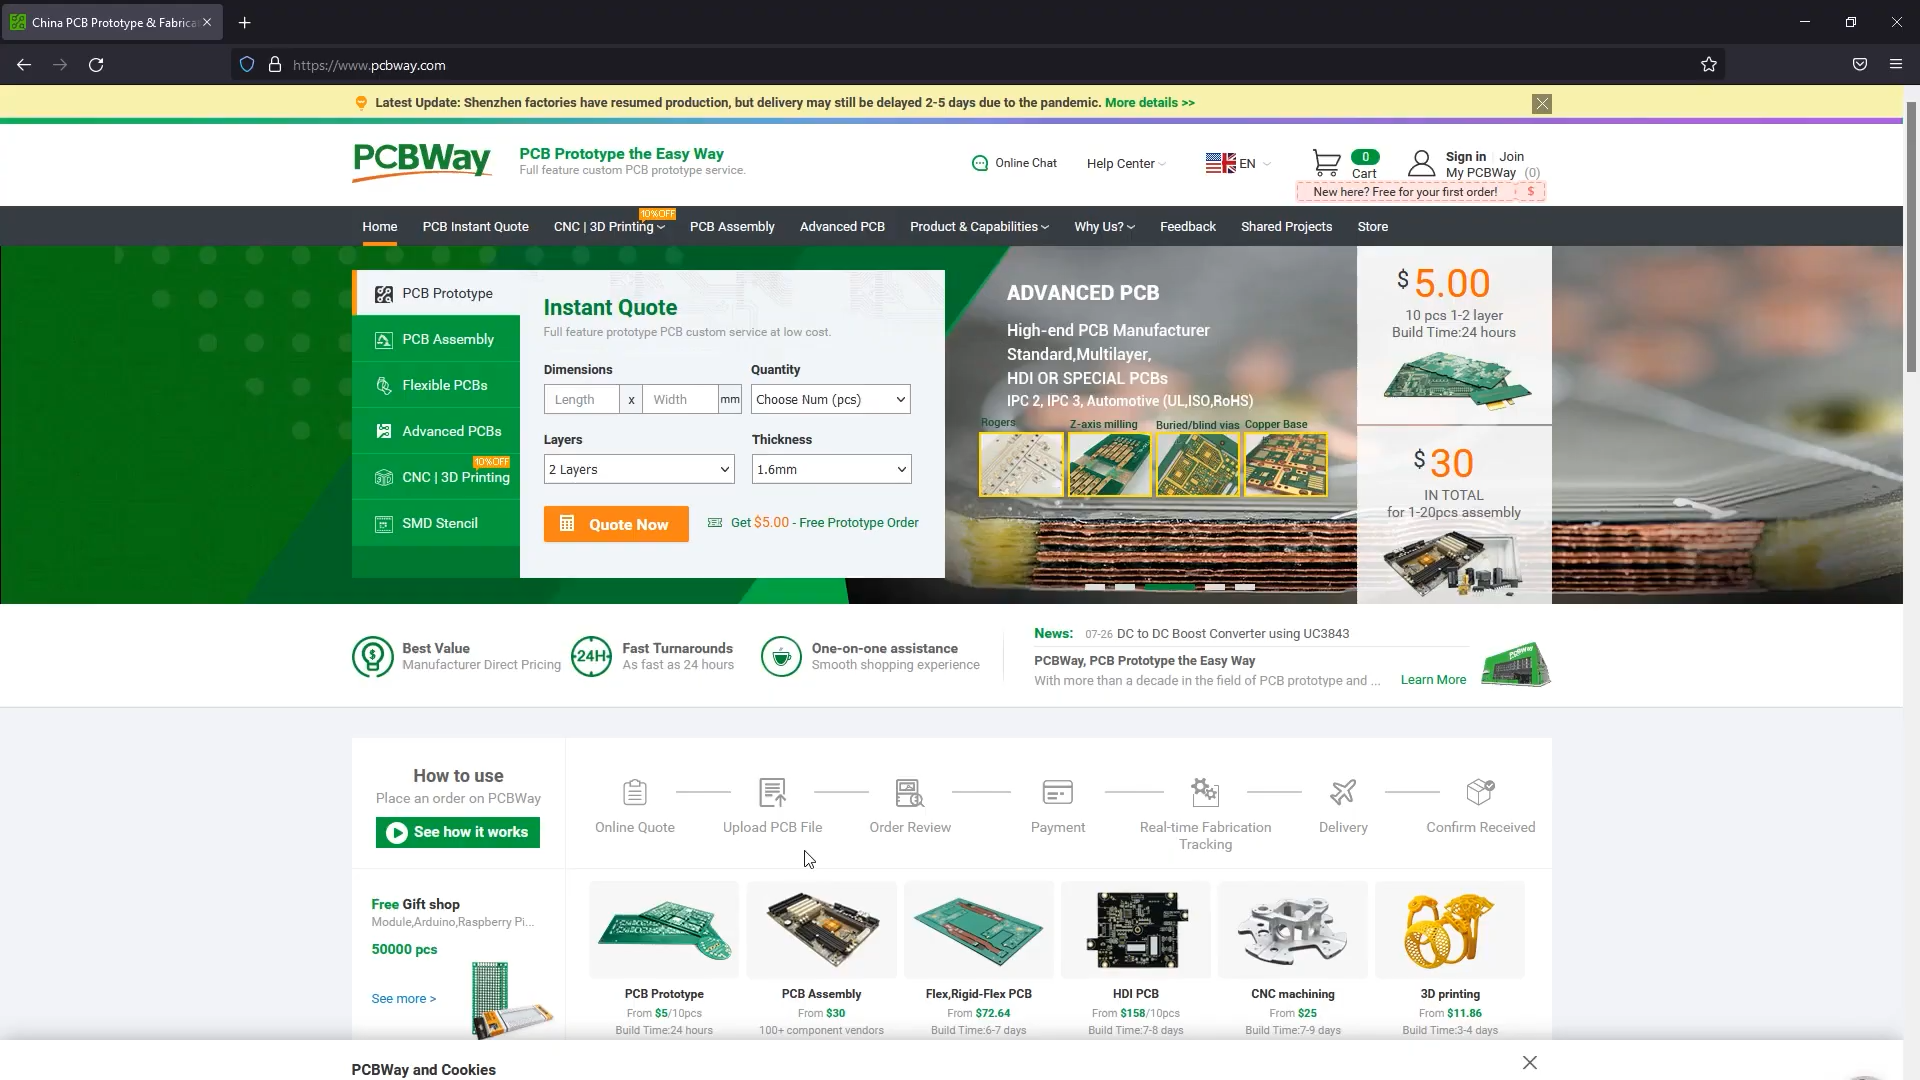 China PCB Prototype & Fabrica
https://www.pcbway.com
Latest Update: Shenzhen factories have resumed production, but delivery may still be delayed 2-5 days due to the pandemic. More details >>
PCBWay
PCB Prototype the Easy Way
Full feature custom PCB prototype service.
Online Chat
Help Center
EN
0
Cart
Sign in
Join
My PCBWay (0)
New here? Free for your first order! $
10%OFF
Home
PCB Instant Quote
CNC | 3D Printing
PCB Assembly
Advanced PCB
Product & Capabilities
Why Us?
Feedback
Shared Projects
Store
PCB Prototype
PCB Assembly
Flexible PCBs
Advanced PCBs
10%OFF
CNC | 3D Printing
SMD Stencil
Instant Quote
Full feature prototype PCB custom service at low cost.
Dimensions
Quantity
Length x Width mm
Choose Num (pcs)
Layers
Thickness
2 Layers
1.6mm
Quote Now
Get $5.00 - Free Prototype Order
ADVANCED PCB
High-end PCB Manufacturer
Standard,Multilayer,
HDI OR SPECIAL PCBs
IPC 2, IPC 3, Automotive (UL,ISO,RoHS)
Rogers
Z-axis milling
Buried/blind vias
Copper Base
$ 5.00
10 pcs 1-2 layer
Build Time:24 hours
$ 30
IN TOTAL
for 1-20pcs assembly
Best Value
Manufacturer Direct Pricing
24H
Fast Turnarounds
As fast as 24 hours
One-on-one assistance
Smooth shopping experience
News: 07-26 DC to DC Boost Converter using UC3843
PCBWay, PCB Prototype the Easy Way
With more than a decade in the field of PCB prototype and ...
Learn More
PCBWay
How to use
Place an order on PCBWay
See how it works
Online Quote
Upload PCB File
Order Review
Payment
Real-time Fabrication
Tracking
Delivery
Confirm Received
Free Gift shop
Module,Arduino,Raspberry Pi...
50000 pcs
See more >
PCB Prototype
From $5/10pcs
Build Time:24 hours
PCB Assembly
From $30
100+ component vendors
Flex,Rigid-Flex PCB
From $72.64
Build Time:6-7 days
HDI PCB
From $158/10pcs
Build Time:7-8 days
CNC machining
From $25
Build Time:7-9 days
3D printing
From $11.86
Build Time:3-4 days
PCBWay and Cookies